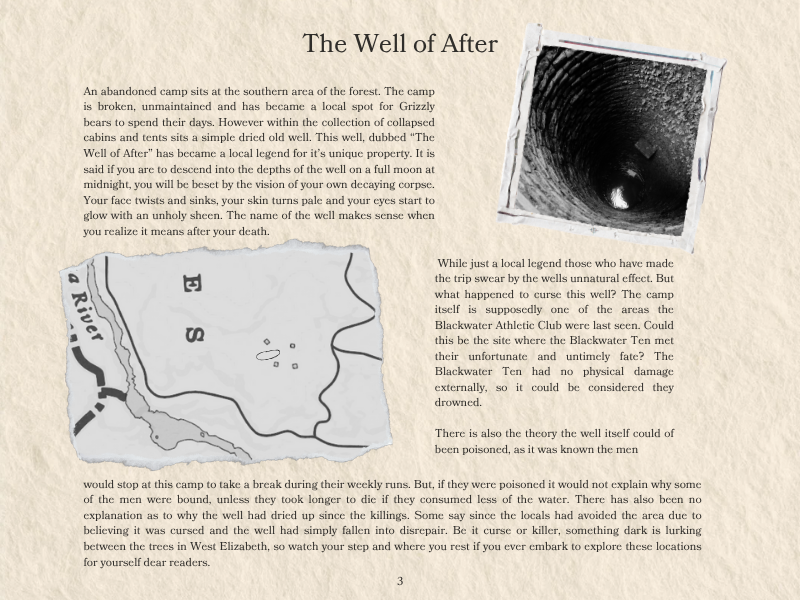 The Well of After
An abandoned camp sits at the southern area of the forest. The camp
is broken, unmaintained and has became a local spot for Grizzly
bears to spend their days. However within the collection of collapsed
cabins and tents sits a simple dried old well. This well, dubbed “The
Well of After” has became a local legend for it’s unique property. It is
said if you are to descend into the depths of the well on a full moon at
midnight, you will be beset by the vision of your own decaying corpse.
Your face twists and sinks, your skin turns pale and your eyes start to
glow with an unholy sheen. The name of the well makes sense when
you realize it means after your death.
a River
E
S
While just a local legend those who have made
the trip swear by the wells unnatural effect. But
what happened to curse this well? The camp
itself is supposedly one of the areas the
Blackwater Athletic Club were last seen. Could
this be the site where the Blackwater Ten met
their unfortunate and untimely fate? The
Blackwater Ten had no physical damage
externally, so it could be considered they
drowned.
There is also the theory the well itself could of
been poisoned, as it was known the men
would stop at this camp to take a break during their weekly runs. But, if they were poisoned it would not explain why some
of the men were bound, unless they took longer to die if they consumed less of the water. There has also been no
explanation as to why the well had dried up since the killings. Some say since the locals had avoided the area due to
believing it was cursed and the well had simply fallen into disrepair. Be it curse or killer, something dark is lurking
between the trees in West Elizabeth, so watch your step and where you rest if you ever embark to explore these locations
for yourself dear readers.
3